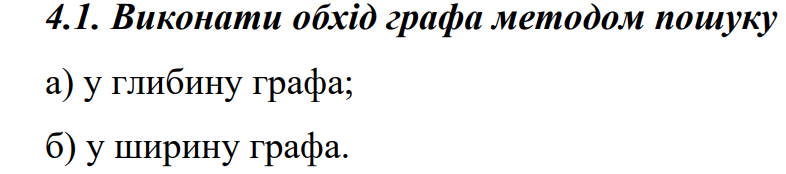 4.1. Виконати обхід графа методом пошуку
а) у глибину графа;
б) у ширину графа.